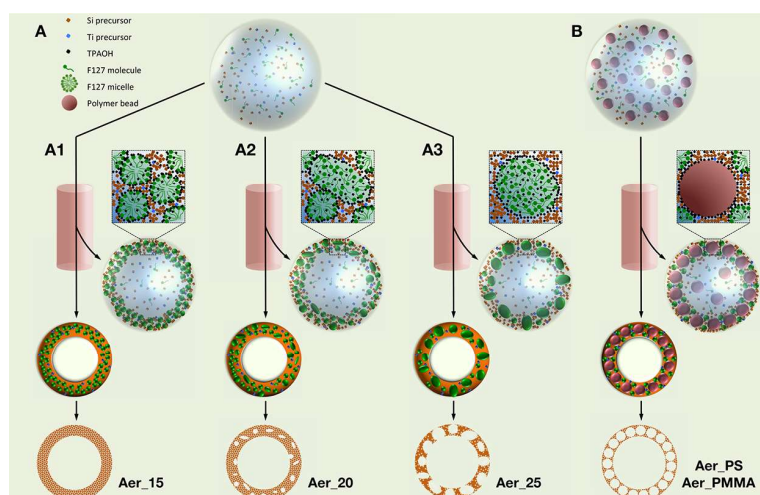 A
Si precursor
Ti precursor
TPAOH
F127 molecule
F127 micelle
Polymer bead
B
A1
A2
A3
Aer_15
Aer_20
Aer_25
Aer_PS
Aer_PMMA